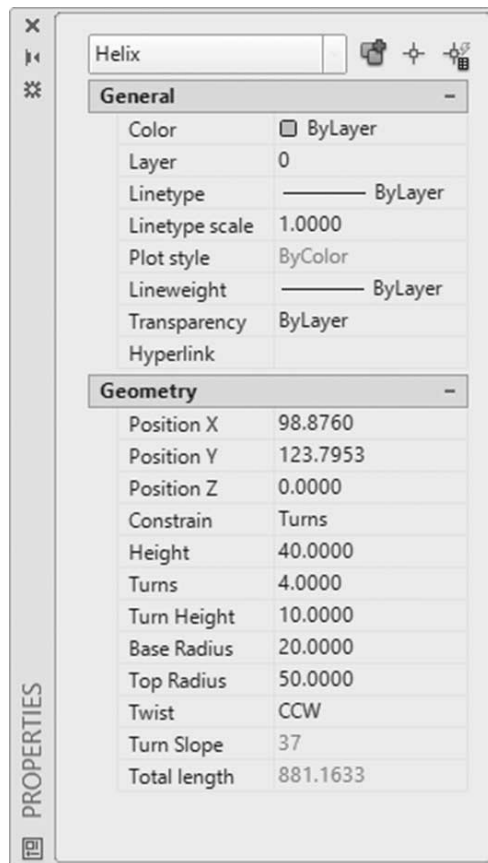 Helix
General
Color ByLayer
Layer 0
Linetype ByLayer
Linetype scale 1.0000
Plot style ByColor
Lineweight ByLayer
Transparency ByLayer
Hyperlink
Geometry
Position X 98.8760
Position Y 123.7953
Position Z 0.0000
Constrain Turns
Height 40.0000
Turns 4.0000
Turn Height 10.0000
Base Radius 20.0000
Top Radius 50.0000
Twist CCW
Turn Slope 37
Total length 881.1633
PROPERTIES